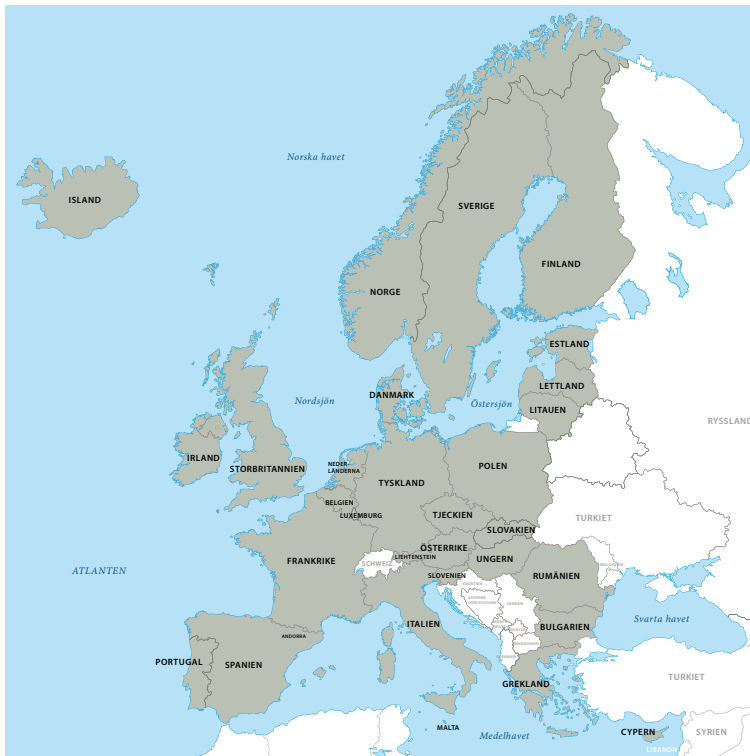 Norska havet
ISLAND
SVERIGE
FINLAND
NORGE
ESTLAND
LETTLAND
DANMARK
Nordsjön
Östersjön
LITAUEN
RYSSLAND
IRLAND
STORBRITANNIEN
NEDER-
LÄNDERNA
POLEN
TYSKLAND
BELGIEN
LUXEMBURG
TJECKIEN
TURKIET
SLOVAKIEN
ÖSTERRIKE
LIECHTENSTEIN
UNGERN
FRANKRIKE
SCHWEIZ
ATLANTEN
SLOVENIEN
RUMÄNIEN
KROATIEN
SERBIEN
ITALIEN
BULGARIEN
Svarta havet
ANDORRA
PORTUGAL
SPANIEN
GREKLAND
TURKIET
MALTA
Medelhavet
CYPERN
SYRIEN
LIBANON